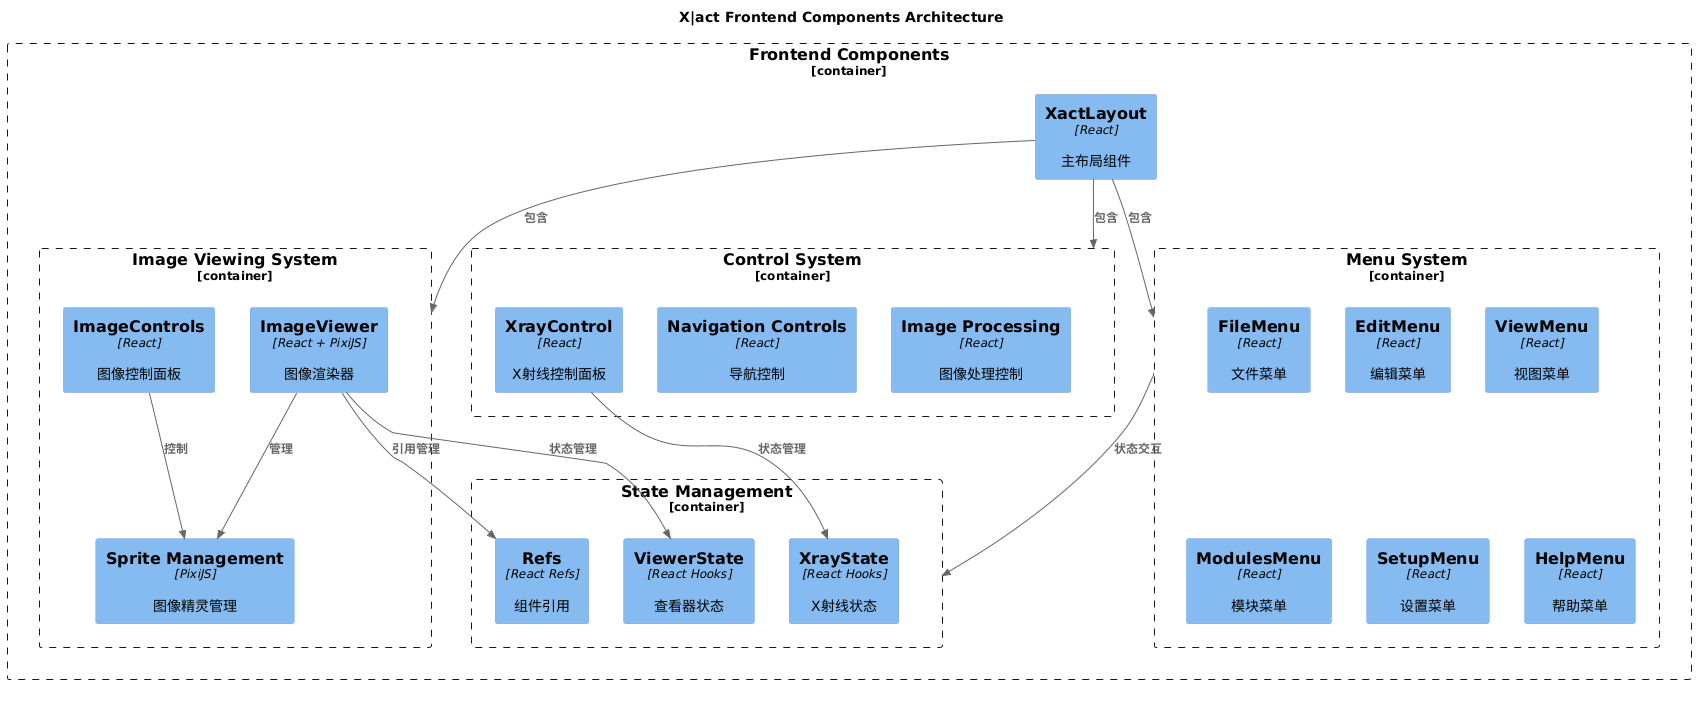 X|act Frontend Components Architecture
Frontend Components
[container]
XactLayout
[React]
主布局组件
包含
包含
包含
Image Viewing System
[container]
ImageControls
[React]
图像控制面板
ImageViewer
[React + PixiJS]
图像渲染器
Control System
[container]
XrayControl
[React]
X射线控制面板
Navigation Controls
[React]
导航控制
Image Processing
[React]
图像处理控制
Menu System
[container]
FileMenu
[React]
文件菜单
EditMenu
[React]
编辑菜单
ViewMenu
[React]
视图菜单
控制
管理
引用管理
状态管理
状态管理
状态交互
Sprite Management
[PixiJS]
图像精灵管理
State Management
[container]
Refs
[React Refs]
组件引用
ViewerState
[React Hooks]
查看器状态
XrayState
[React Hooks]
X射线状态
ModulesMenu
[React]
模块菜单
SetupMenu
[React]
设置菜单
HelpMenu
[React]
帮助菜单